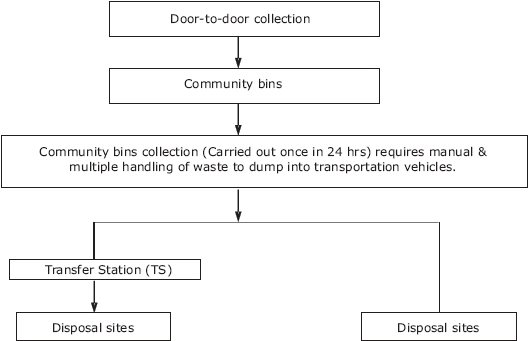 Door-to-door collection
Community bins
Community bins collection (Carried out once in 24 hrs) requires manual &
multiple handling of waste to dump into transportation vehicles.
Transfer Station (TS)
Disposal sites
Disposal sites